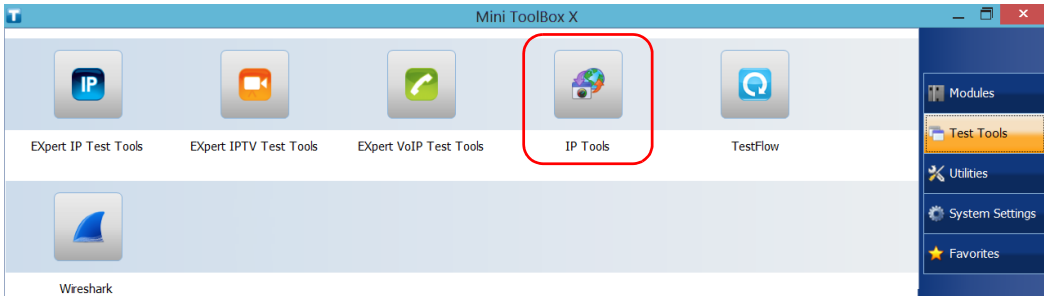 Mini ToolBox X
IP
EXpert IP Test Tools
EXpert IPTV Test Tools
EXpert VoIP Test Tools
IP Tools
TestFlow
Wireshark
Modules
Test Tools
Utilities
System Settings
Favorites